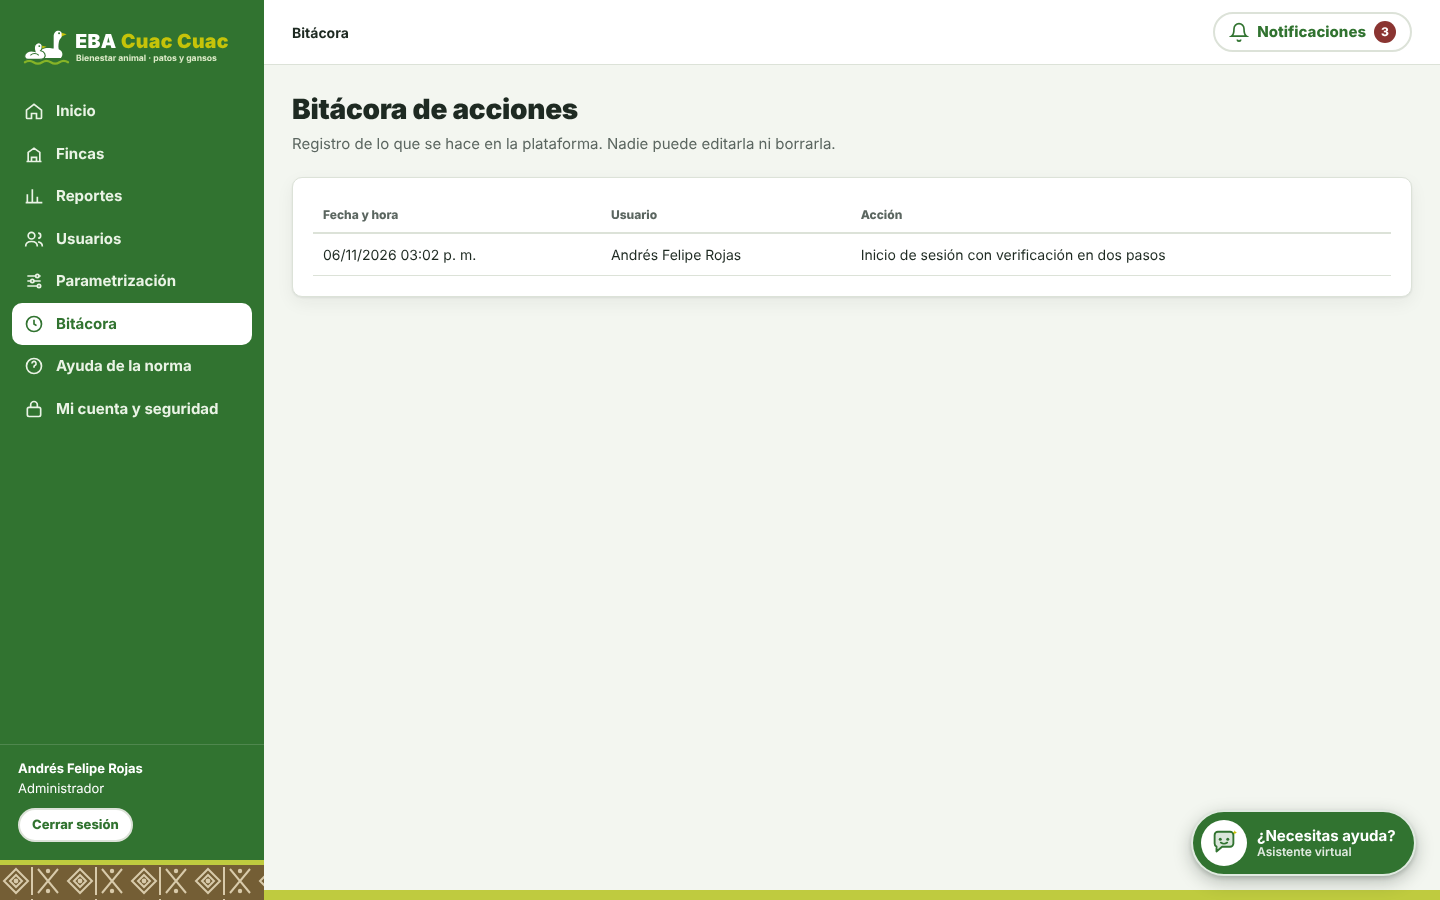 EBA Cuac Cuac
Bienestar animal · patos y gansos
Inicio
Fincas
Reportes
Usuarios
Parametrización
Bitácora
Ayuda de la norma
Mi cuenta y seguridad
Andrés Felipe Rojas
Administrador
Cerrar sesión
Bitácora
Notificaciones 3
Bitácora de acciones
Registro de lo que se hace en la plataforma. Nadie puede editarla ni borrarla.
Fecha y hora Usuario Acción
06/11/2026 03:02 p. m. Andrés Felipe Rojas Inicio de sesión con verificación en dos pasos
¿Necesitas ayuda?
Asistente virtual